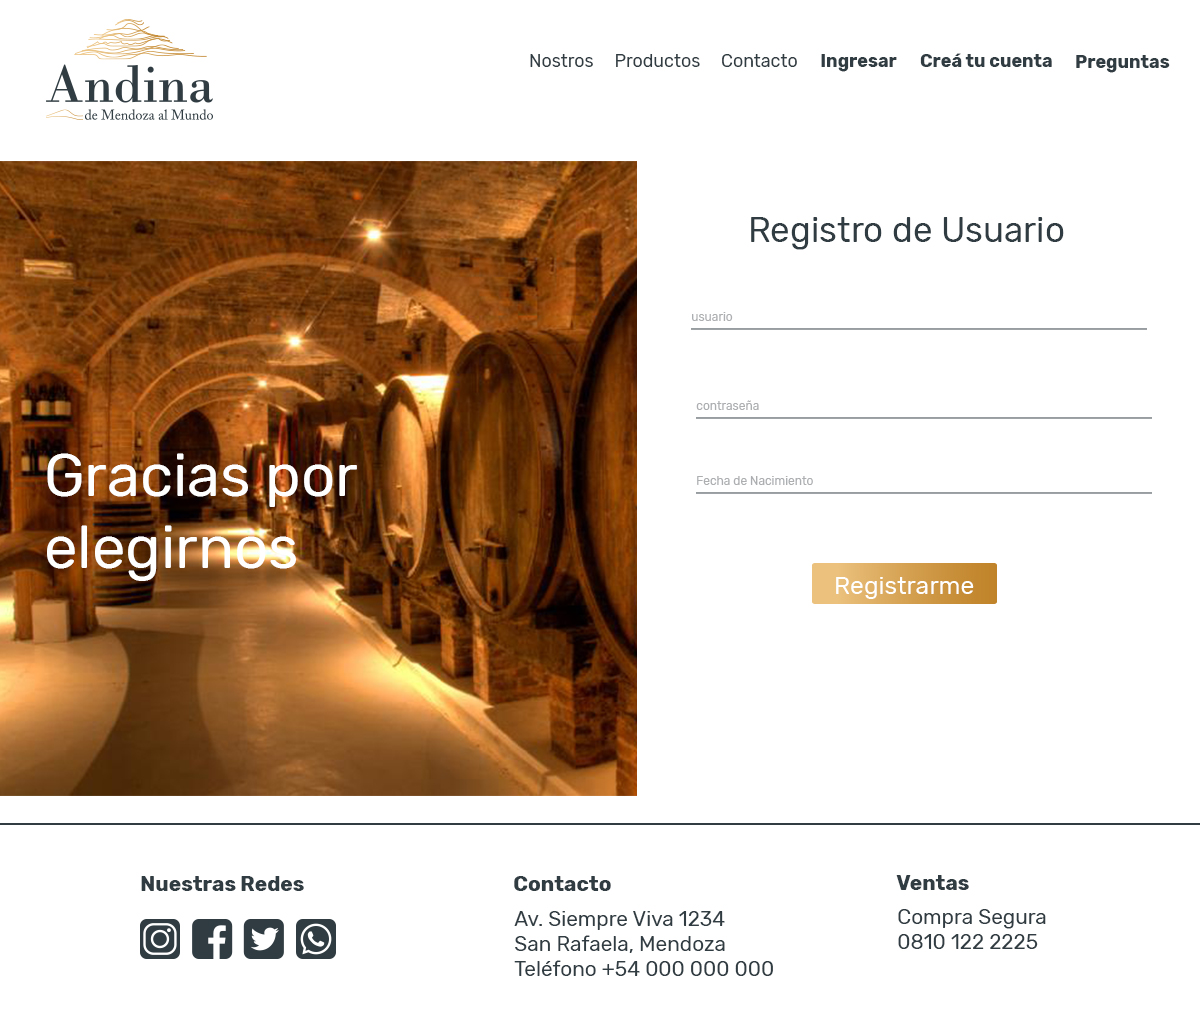 Andina
de Mendoza al Mundo
Nostros Productos Contacto Ingresar Creá tu cuenta Preguntas
Gracias por
elegirnos
Registro de Usuario
usuario
contraseña
Fecha de Nacimiento
Registrarme
Nuestras Redes
Contacto
Av. Siempre Viva 1234
San Rafaela, Mendoza
Teléfono +54 000 000 000
Ventas
Compra Segura
0810 122 2225